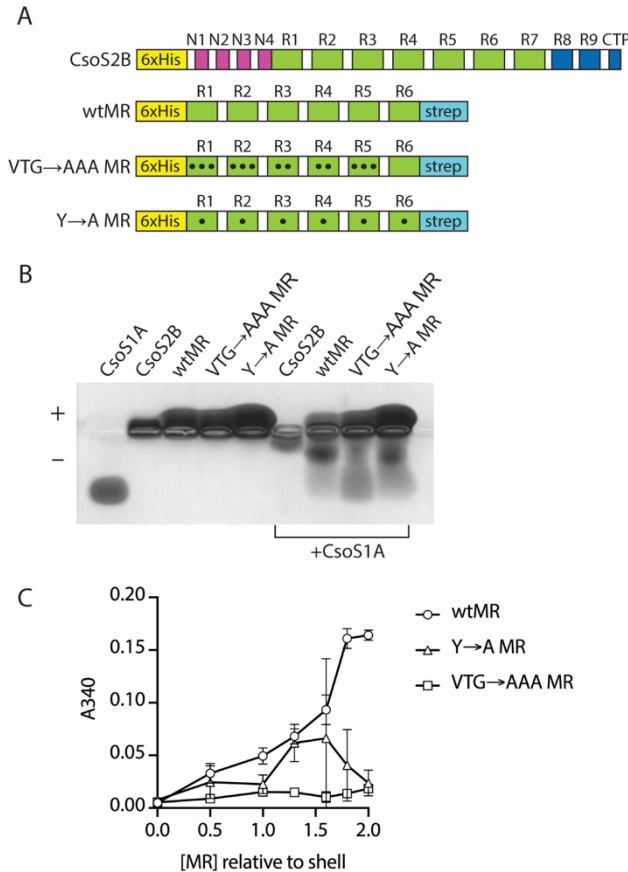 A
N1 N2 N3 N4 R1 R2 R3 R4 R5 R6 R7 R8 R9 CTP
CsoS2B 6xHis
R1 R2 R3 R4 R5 R6
wtMR 6xHis strep
R1 R2 R3 R4 R5 R6
VTG→AAA MR 6xHis strep
R1 R2 R3 R4 R5 R6
Y→A MR 6xHis strep
B
CsoS1A CsoS2B wtMR VTG→AAA MR Y→A MR CsoS2B wtMR VTG→AAA MR Y→A MR
+
−
+CsoS1A
C
0.20
0.15
0.10
0.05
0.00
A340
0.0 0.5 1.0 1.5 2.0
[MR] relative to shell
wtMR
Y→A MR
VTG→AAA MR